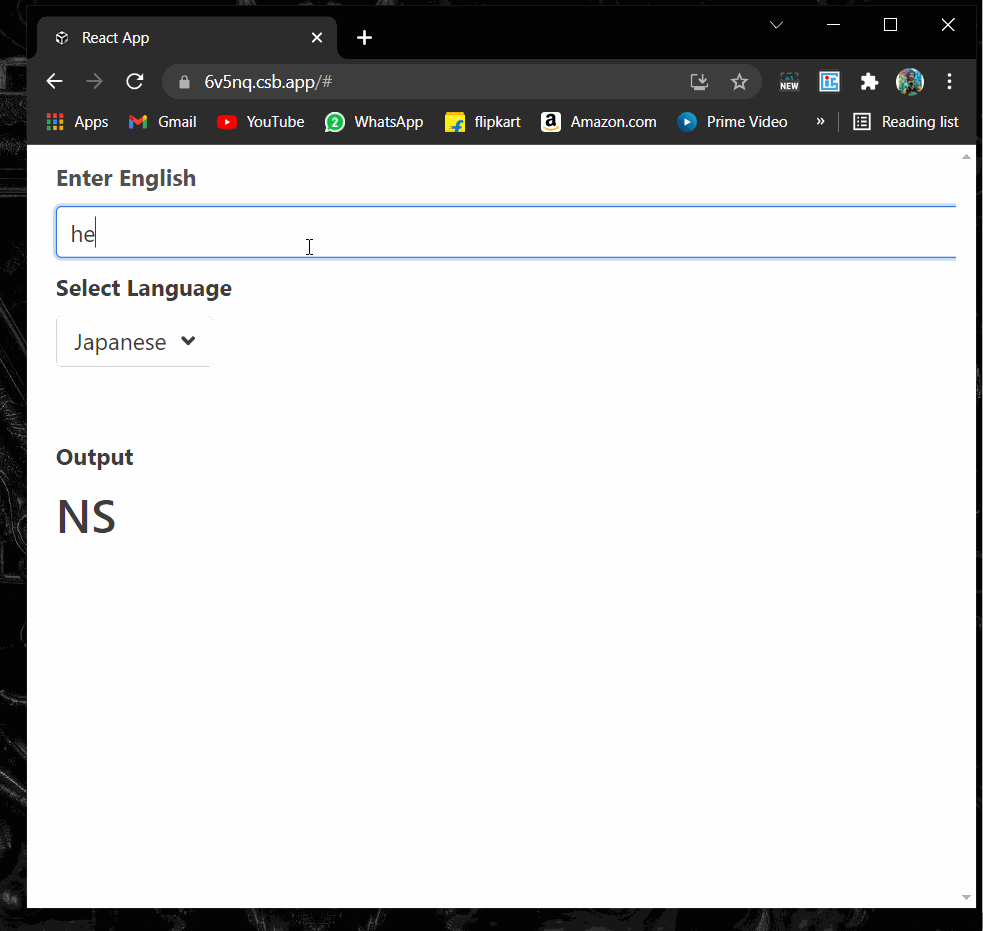 React App
6v5nq.csb.app/#
NEW
Apps Gmail YouTube 2 WhatsApp flipkart a Amazon.com Prime Video » Reading list
Enter English
he
Select Language
Japanese
Output
NS